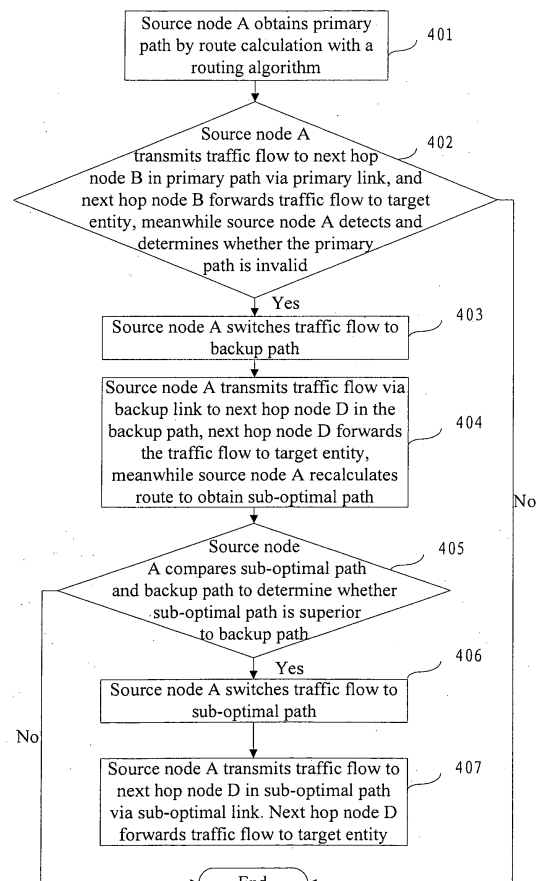 Source node A obtains primary
path by route calculation with a
routing algorithm
401
Source node A
transmits traffic flow to next hop
node B in primary path via primary link, and
next hop node B forwards traffic flow to target
entity, meanwhile source node A detects and
determines whether the primary
path is invalid
402
Yes
Source node A switches traffic flow to
backup path
403
Source node A transmits traffic flow via
backup link to next hop node D in the
backup path, next hop node D forwards
the traffic flow to target entity,
meanwhile source node A recalculates
route to obtain sub-optimal path
404
No
Source node
A compares sub-optimal path
and backup path to determine whether
sub-optimal path is superior
to backup path
405
Yes
Source node A switches traffic flow to
sub-optimal path
406
No
Source node A transmits traffic flow to
next hop node D in sub-optimal path
via sub-optimal link. Next hop node D
forwards traffic flow to target entity
407
End